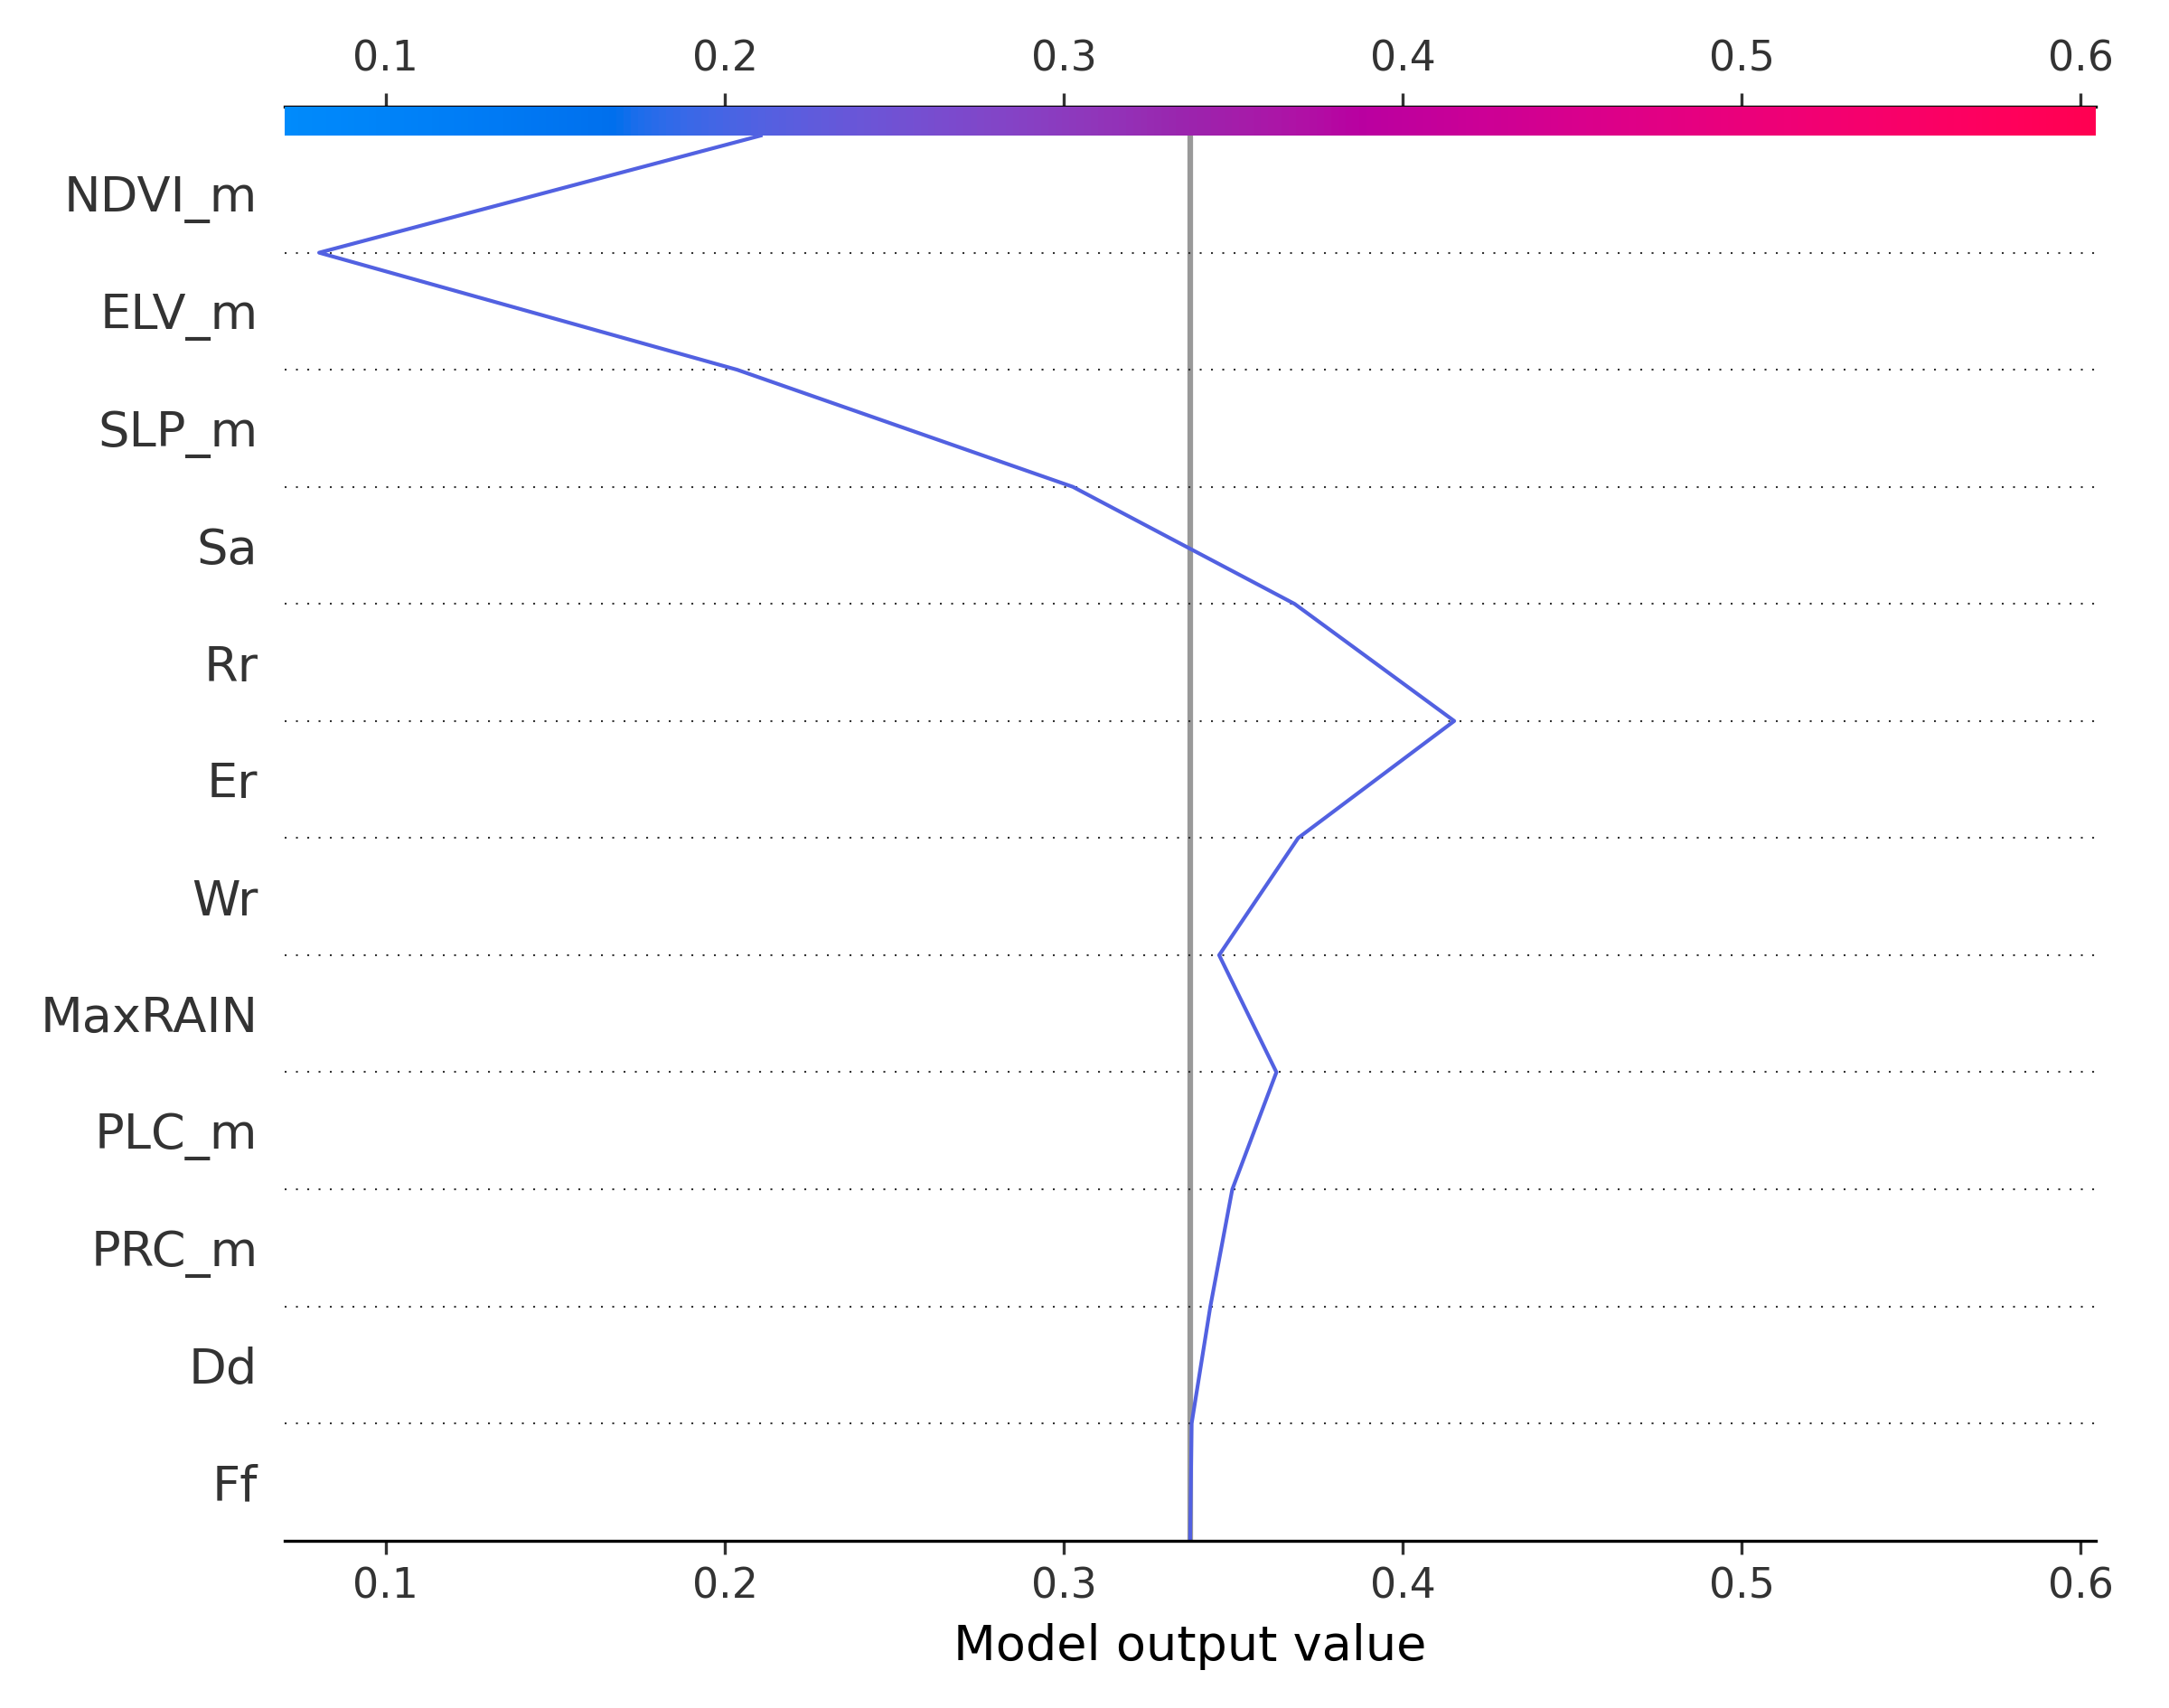 0.1 0.2 0.3 0.4 0.5 0.6
NDVI_m
ELV_m
SLP_m
Sa
Rr
Er
Wr
MaxRAIN
PLC_m
PRC_m
Dd
Ff
0.1 0.2 0.3 0.4 0.5 0.6
Model output value